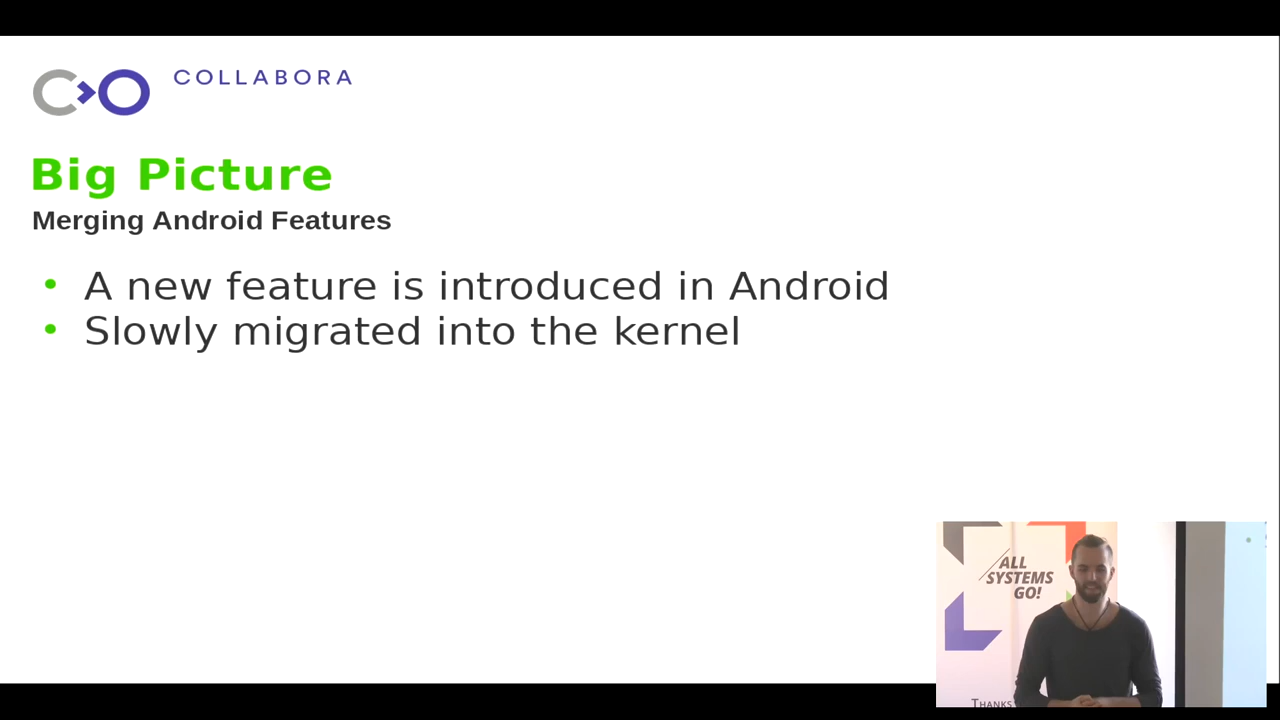 COLLABORA
Big Picture
Merging Android Features
• A new feature is introduced in Android
• Slowly migrated into the kernel
ALL
SYSTEMS
GO!
THANKS